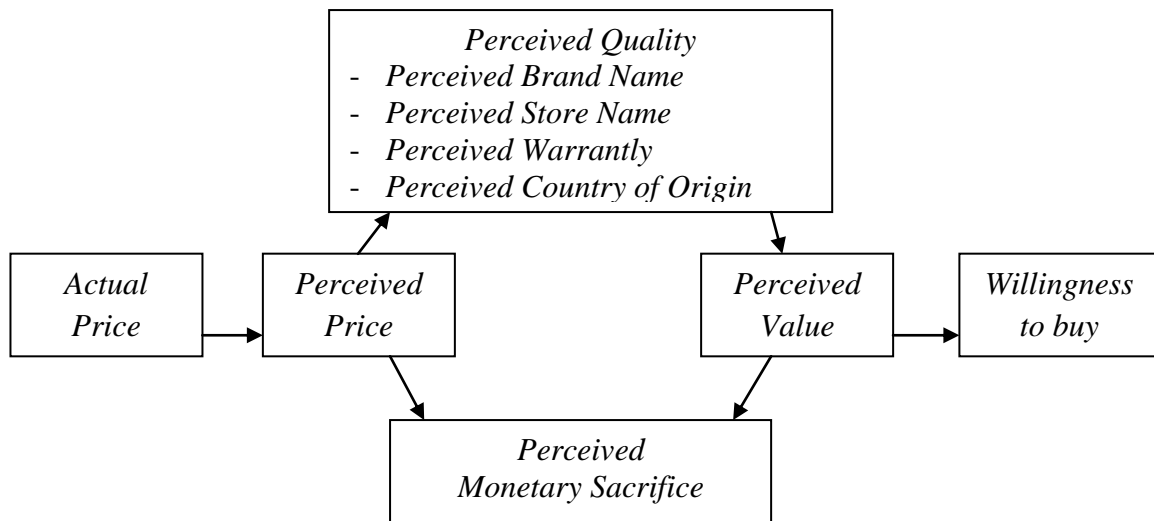 Perceived Quality
- Perceived Brand Name
- Perceived Store Name
- Perceived Warrantly
- Perceived Country of Origin
Actual
Price
Perceived
Price
Perceived
Value
Willingness
to buy
Perceived
Monetary Sacrifice